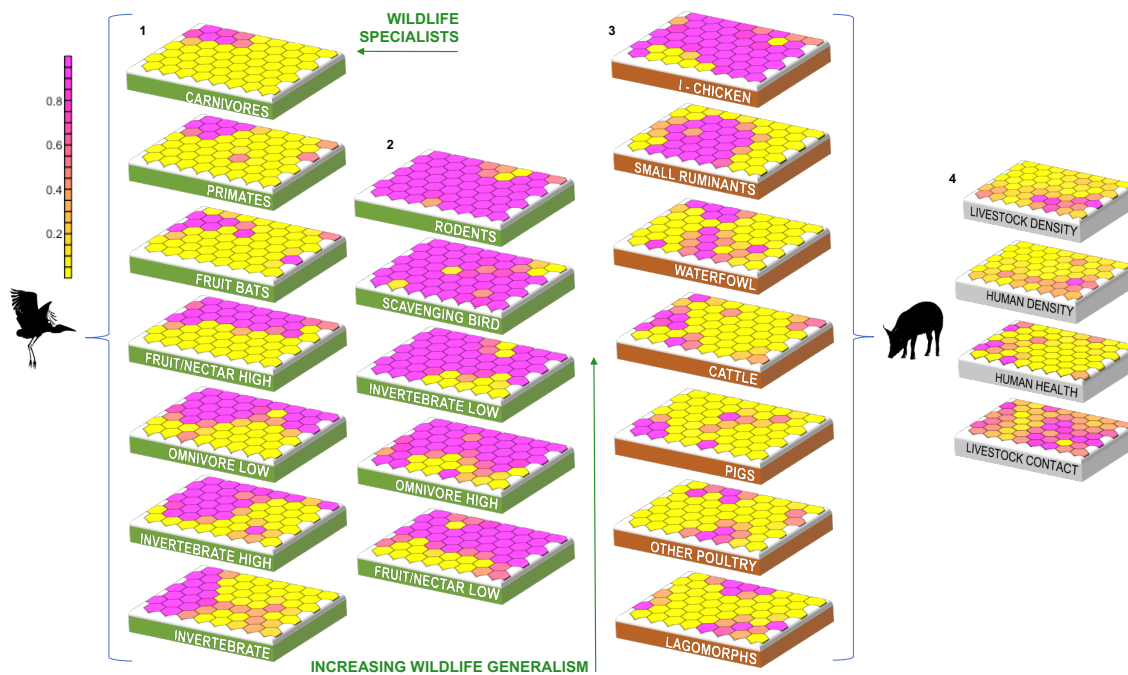 1
WILDLIFE
SPECIALISTS
3
0.8
0.6
0.4
0.2
CARNIVORES
PRIMATES
FRUIT BATS
FRUIT/NECTAR HIGH
OMNIVORE LOW
INVERTEBRATE HIGH
INVERTEBRATE
2
RODENTS
SCAVENGING BIRD
INVERTEBRATE LOW
OMNIVORE HIGH
FRUIT/NECTAR LOW
I - CHICKEN
SMALL RUMINANTS
WATERFOWL
CATTLE
PIGS
OTHER POULTRY
LAGOMORPHS
4
LIVESTOCK DENSITY
HUMAN DENSITY
HUMAN HEALTH
LIVESTOCK CONTACT
INCREASING WILDLIFE GENERALISM